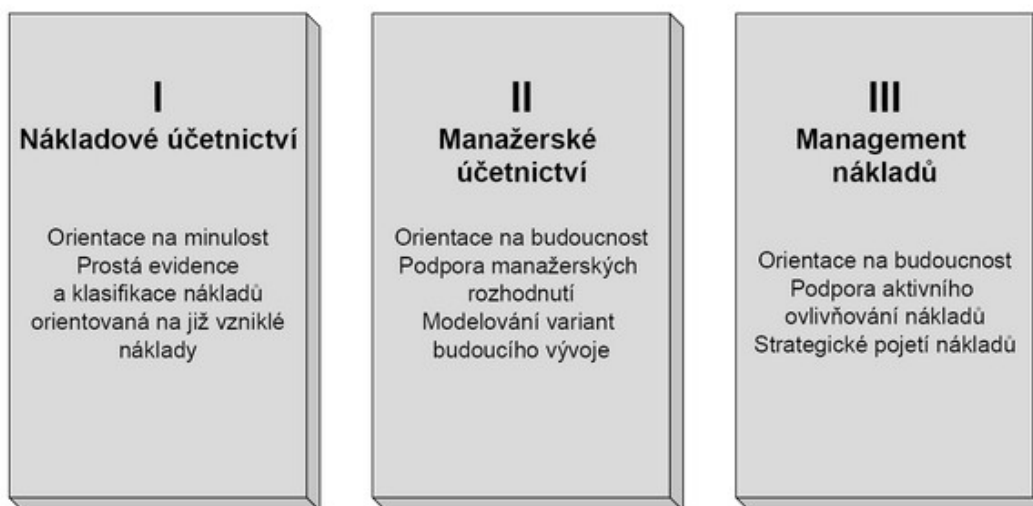 I
Nákladové účetnictví
Orientace na minulost
Prostá evidence
a klasifikace nákladů
orientovaná na již vzniklé
náklady
II
Manažerské
účetnictví
Orientace na budoucnost
Podpora manažerských
rozhodnutí
Modelování variant
budoucího vývoje
III
Management
nákladů
Orientace na budoucnost
Podpora aktivního
ovlivňování nákladů
Strategické pojetí nákladů